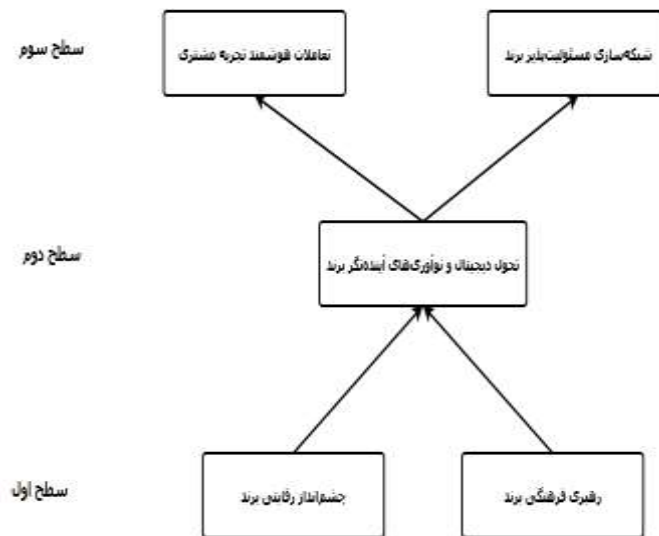 سطح سوم
شبکه‌سازی مسئولیت‌پذیر برند
تعاملات هوشمند تجربه مشتری
سطح دوم
تحول دیجیتال و نوآوری‌های آینده‌نگر برند
سطح اول
رهبری فرهنگی برند
چشم‌انداز رقابتی برند